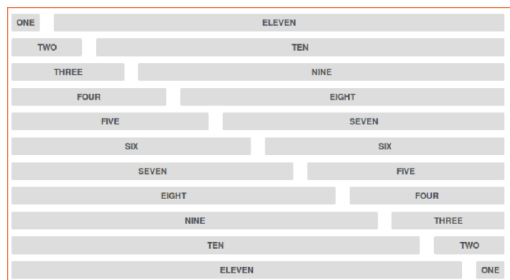 ONE ELEVEN
TWO TEN
THREE NINE
FOUR EIGHT
FIVE SEVEN
SIX SIX
SEVEN FIVE
EIGHT FOUR
NINE THREE
TEN TWO
ELEVEN ONE